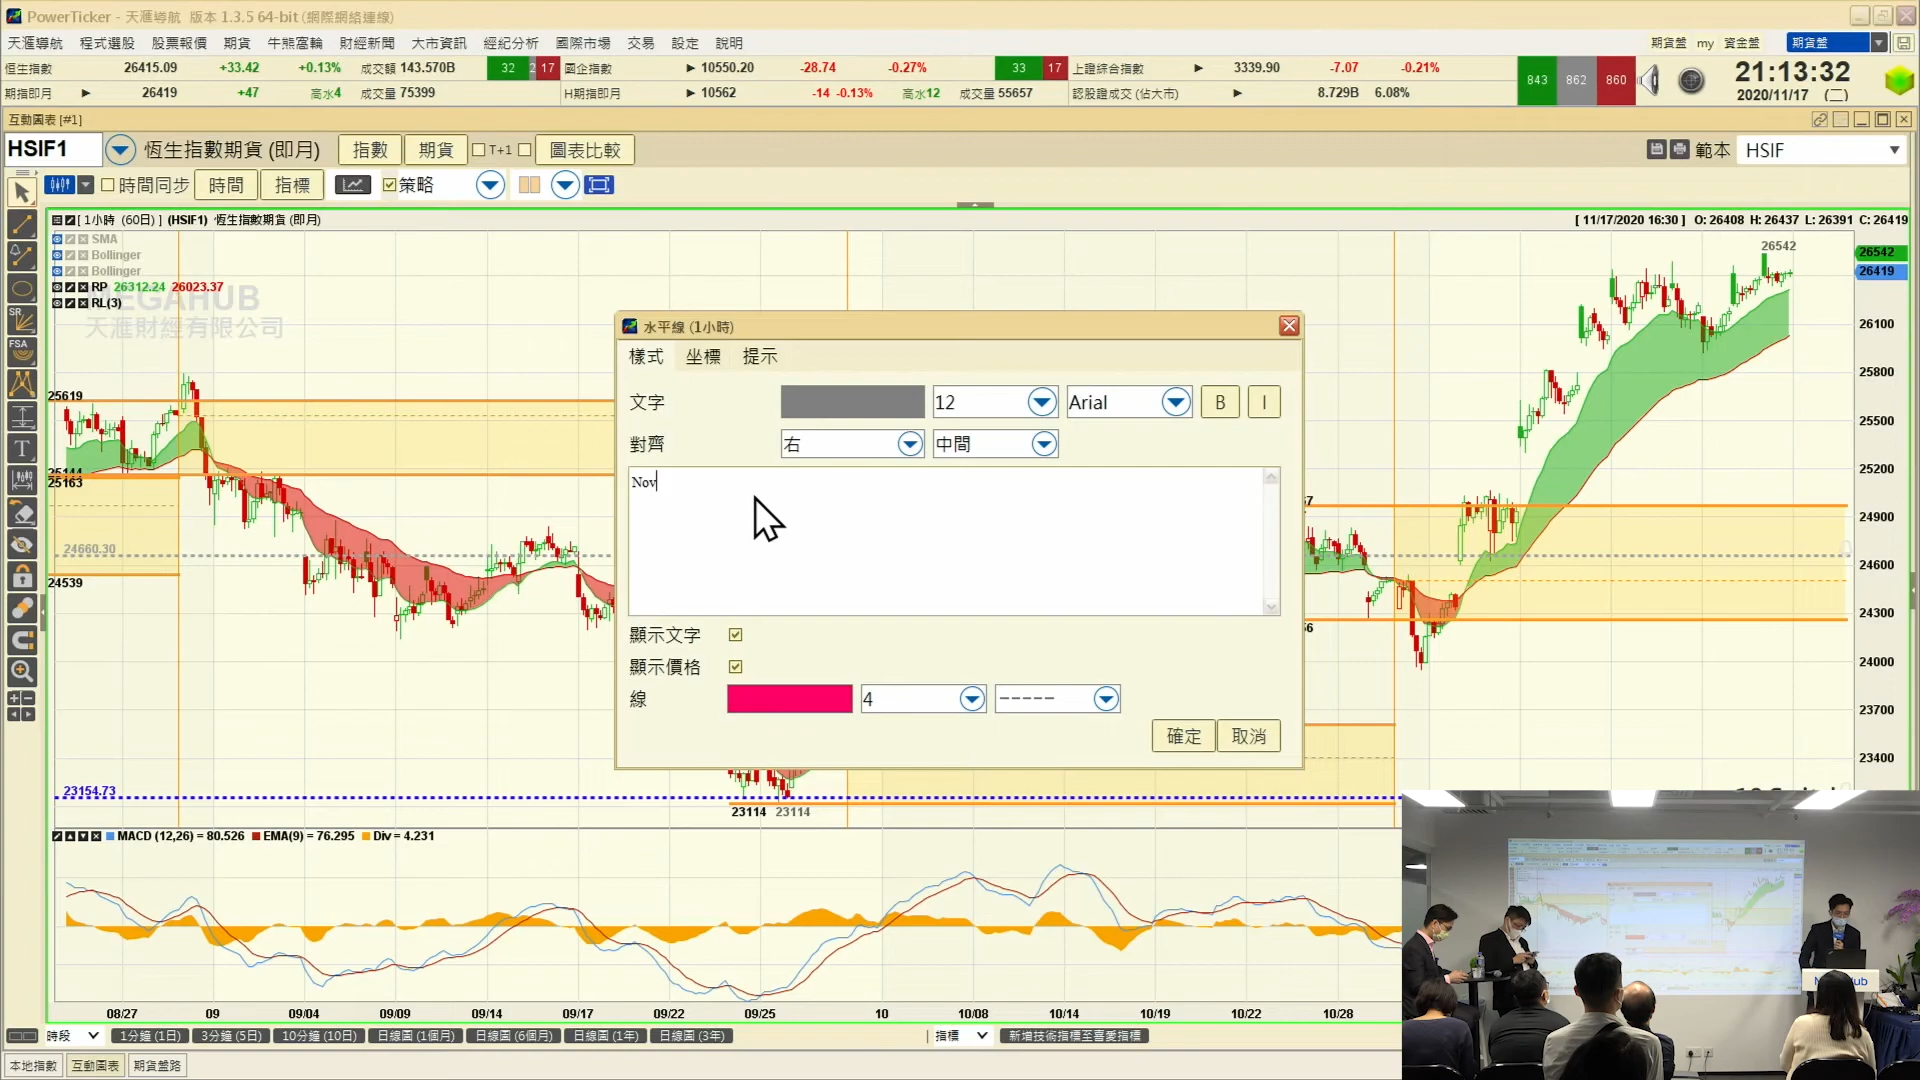 PowerTicker - 天滙導航 版本 1.3.5 64-bit (網際網絡連線)
天滙導航 程式選股 股票報價 期貨 牛熊窩輪 財經新聞 大市資訊 經紀分析 國際市場 交易 設定 說明 期貨盤 my 資金盤 期貨盤
恒生指數 26415.09 +33.42 +0.13% 成交額 143.570B 32 2 17 國企指數 10550.20 -28.74 -0.27% 33 17 上證綜合指數 3339.90 -7.07 -0.21% 843 862 860 21:13:32
期指即月 26419 +47 高水4 成交量 75399 H期指即月 10562 -14 -0.13% 高水12 成交量 55657 認股證成交 (佔大市) 8.729B 6.08% 2020/11/17 (二)
互動圖表 [#1]
HSIF1 恆生指數期貨 (即月) 指數 期貨 T+1 圖表比較 範本 HSIF
時間同步 時間 指標 策略
[ 1小時 (60日) ] (HSIF1) 恆生指數期貨 (即月) [ 11/17/2020 16:30 ] O: 26408 H: 26437 L: 26391 C: 26419
SMA
Bollinger
Bollinger
RP 26312.24 26023.37
RL(3)
MEGAHUB
天滙財經有限公司
26542
26542
26419
26100
25800
25500
25200
24900
24600
24300
24000
23700
23400
25619
25144
25163
24660.30
24539
23154.73
23114 23114
7
6
SR
FSA
T
水平線 (1小時)
樣式 坐標 提示
文字 12 Arial B I
對齊 右 中間
Nov
顯示文字
顯示價格
線 4 -----
確定 取消
MACD (12,26) = 80.526 EMA(9) = 76.295 Div = 4.231
08/27 09 09/04 09/09 09/14 09/17 09/22 09/25 10 10/08 10/14 10/19 10/22 10/28
時段 1分鐘 (1日) 3分鐘 (5日) 10分鐘 (10日) 日線圖 (1個月) 日線圖 (6個月) 日線圖 (1年) 日線圖 (3年) 指標 新增技術指標至喜愛指標
本地指數 互動圖表 期貨盤路